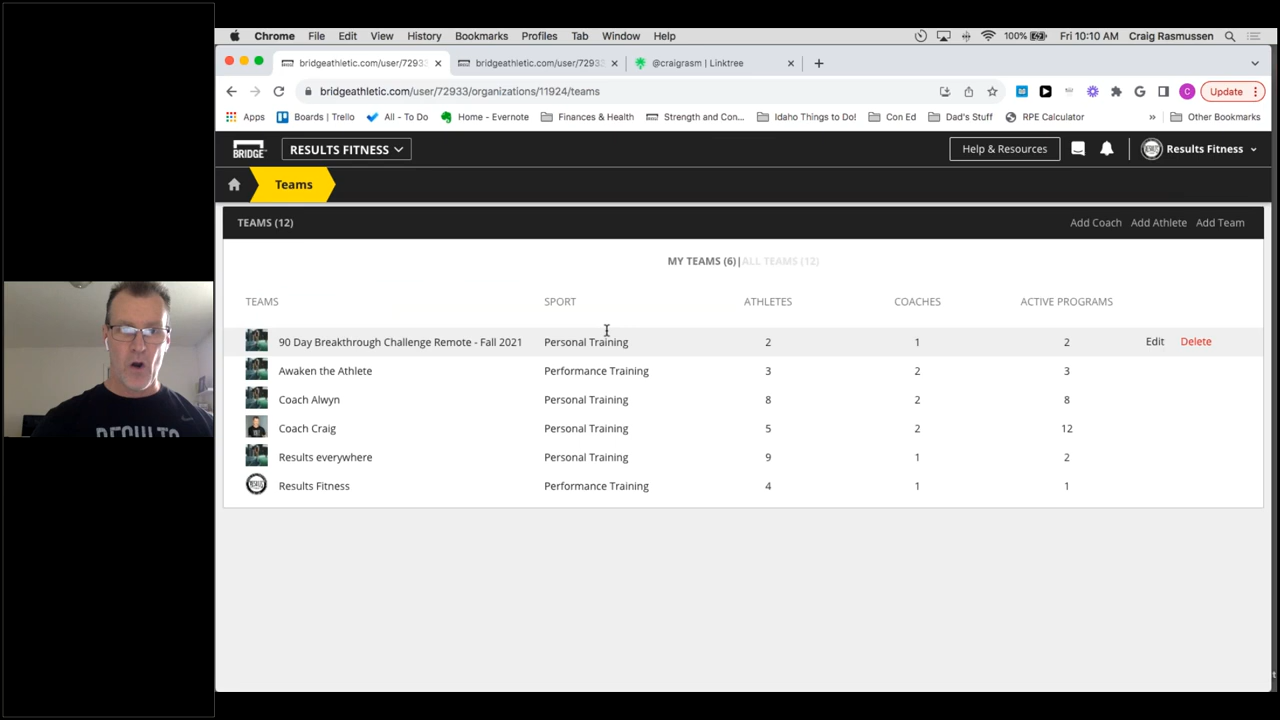 Chrome File Edit View History Bookmarks Profiles Tab Window Help 100% Fri 10:10 AM Craig Rasmussen
bridgeathletic.com/user/7293 bridgeathletic.com/user/7293 @craigrasm | Linktree
bridgeathletic.com/user/72933/organizations/11924/teams Update
Apps Boards | Trello All - To Do Home - Evernote Finances & Health Strength and Con... Idaho Things to Do! Con Ed Dad's Stuff RPE Calculator Other Bookmarks
BRIDGE RESULTS FITNESS Help & Resources Results Fitness
Teams
TEAMS (12) Add Coach Add Athlete Add Team
MY TEAMS (6)|ALL TEAMS (12)
TEAMS SPORT ATHLETES COACHES ACTIVE PROGRAMS
90 Day Breakthrough Challenge Remote - Fall 2021 Personal Training 2 1 2 Edit Delete
Awaken the Athlete Performance Training 3 2 3
Coach Alwyn Personal Training 8 2 8
Coach Craig Personal Training 5 2 12
Results everywhere Personal Training 9 1 2
Results Fitness Performance Training 4 1 1
RESULTS